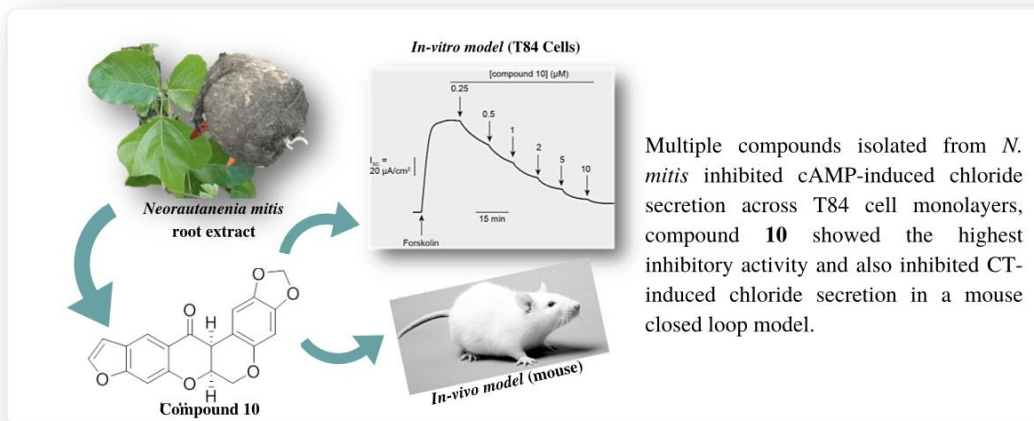 In-vitro model (T84 Cells)
[compound 10] (µM)
0.25
0.5
1
2
5
10
I_SC =
20 µA/cm²
15 min
Forskolin
Neorautanenia mitis
root extract
O
O
O
H
O
O
O
H
Compound 10
In-vivo model (mouse)
Multiple compounds isolated from N.
mitis inhibited cAMP-induced chloride
secretion across T84 cell monolayers,
compound 10 showed the highest
inhibitory activity and also inhibited CT-
induced chloride secretion in a mouse
closed loop model.